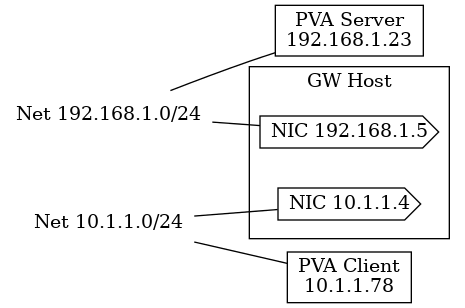 PVA Server
192.168.1.23
GW Host
Net 192.168.1.0/24
NIC 192.168.1.5
NIC 10.1.1.4
Net 10.1.1.0/24
PVA Client
10.1.1.78